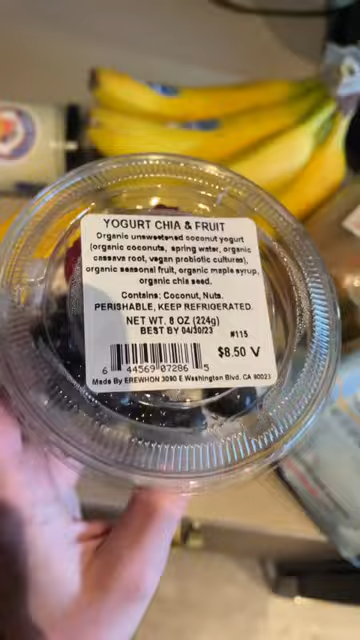 YOGURT CHIA & FRUIT
Organic unsweetened coconut yogurt
(organic coconuts, spring water, organic
cassava root, vegan probiotic cultures),
organic seasonal fruit, organic maple syrup,
organic chia seed.
Contains: Coconut, Nuts.
PERISHABLE, KEEP REFRIGERATED.
NET WT. 8 OZ (224g)
BEST BY 04/30/23
#115
$8.50 V
6 44569 07286 5
Made By EREWHON 3090 E Washington Blvd. CA 90023